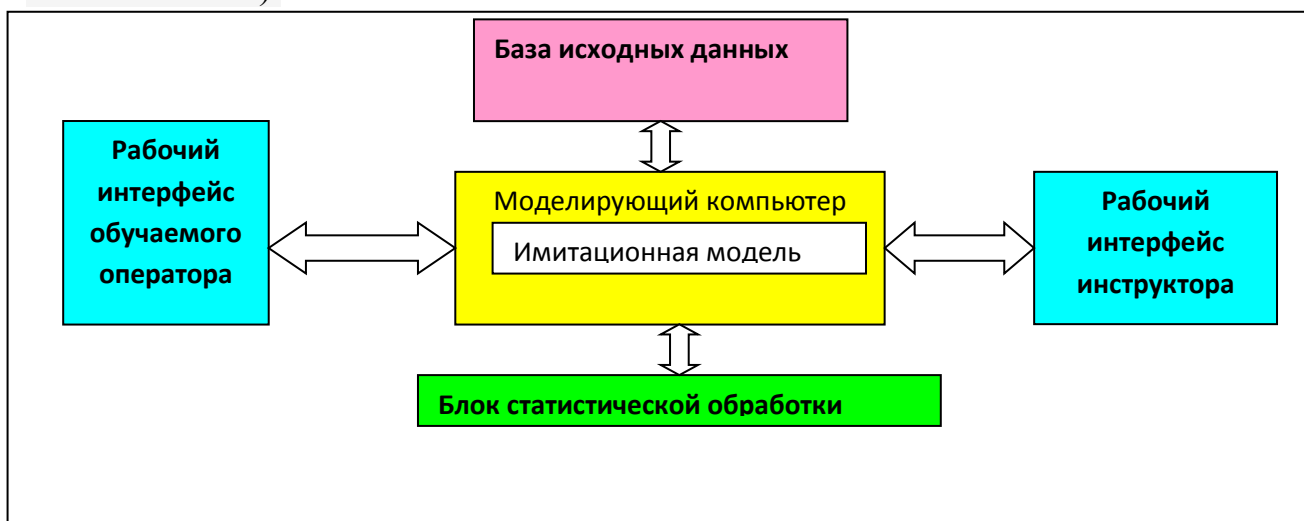 База исходных данных
Рабочий
интерфейс
обучаемого
оператора
Моделирующий компьютер
Имитационная модель
Рабочий
интерфейс
инструктора
Блок статистической обработки